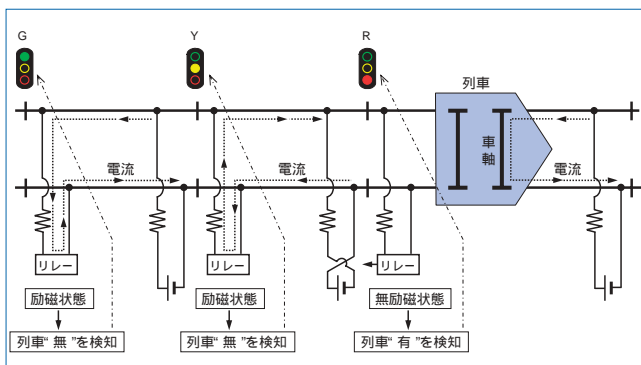 G
Y
R
列車
車軸
電流
電流
電流
リレー
リレー
リレー
励磁状態
励磁状態
無励磁状態
列車“無”を検知
列車“無”を検知
列車“有”を検知